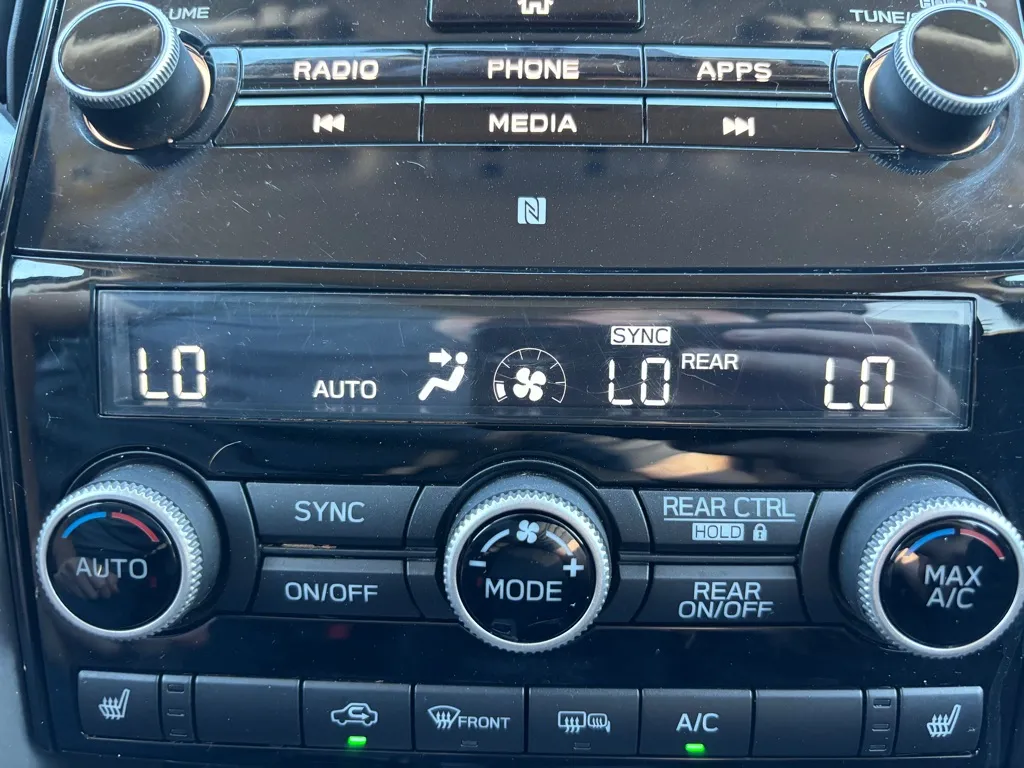 TUNE/
RADIO
PHONE
APPS
MEDIA
N
SYNC
LO
AUTO
LO
REAR
LO
SYNC
REAR CTRL
HOLD
AUTO
ON/OFF
- MODE +
REAR
ON/OFF
MAX
A/C
FRONT
A/C